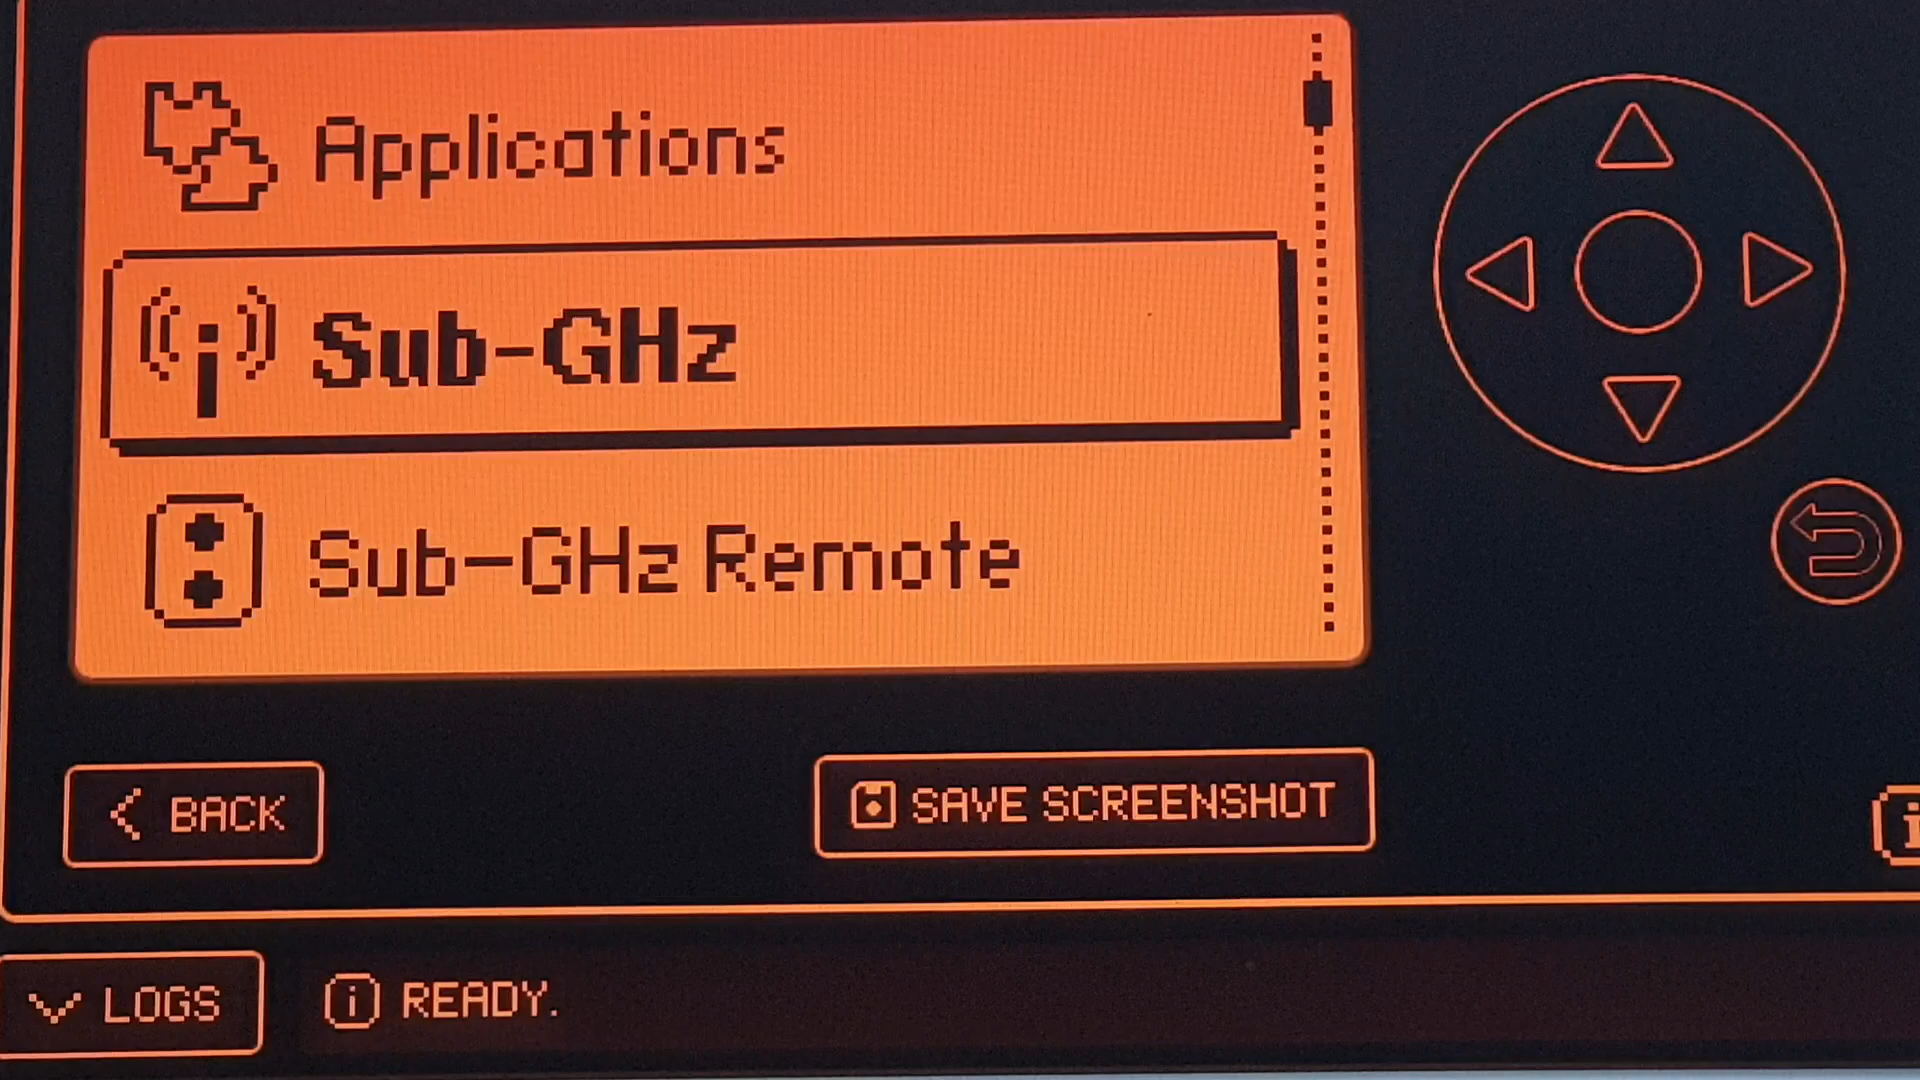 Applications
Sub-GHz
Sub-GHz Remote
BACK
SAVE SCREENSHOT
LOGS
READY.